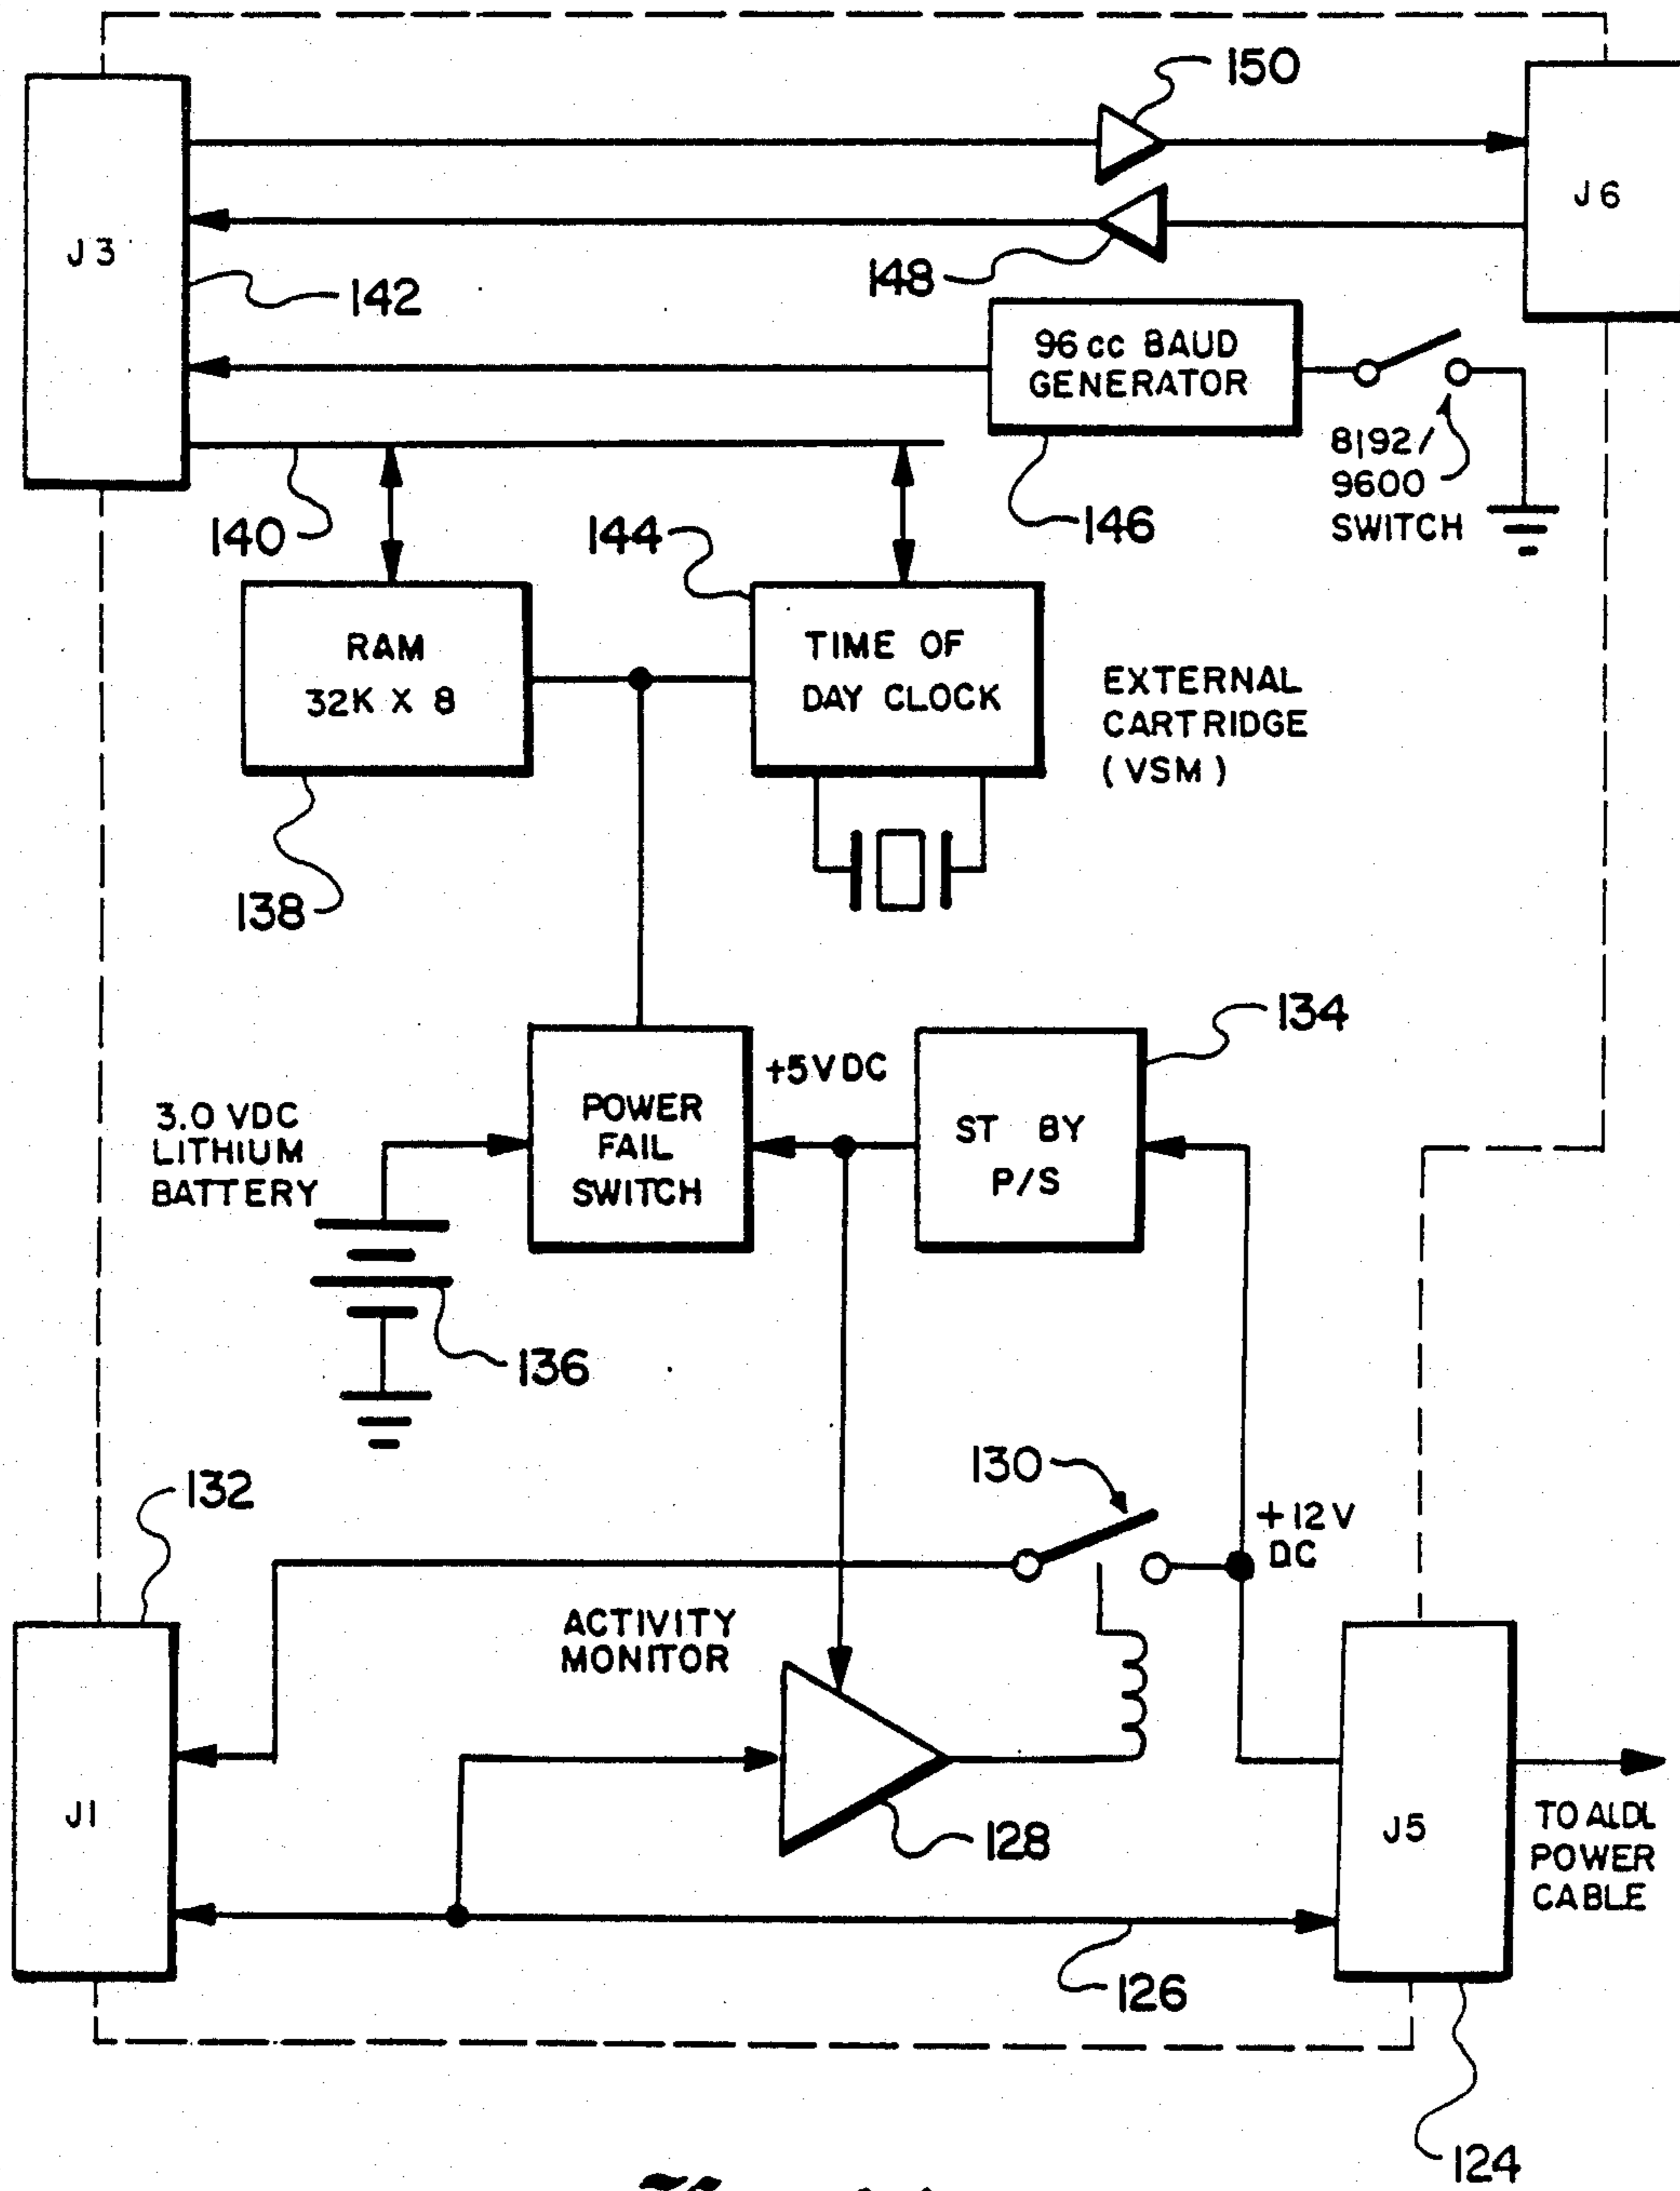 150
J6
J3
148
142
96cc BAUD
GENERATOR
8192/
9600
SWITCH
140
144
146
RAM
32K X 8
TIME OF
DAY CLOCK
EXTERNAL
CARTRIDGE
(VSM)
138
134
+5VDC
3.0 VDC
LITHIUM
BATTERY
POWER
FAIL
SWITCH
ST BY
P/S
136
130
132
+12V
DC
ACTIVITY
MONITOR
J1
128
J5
TO ALDL
POWER
CABLE
126
124